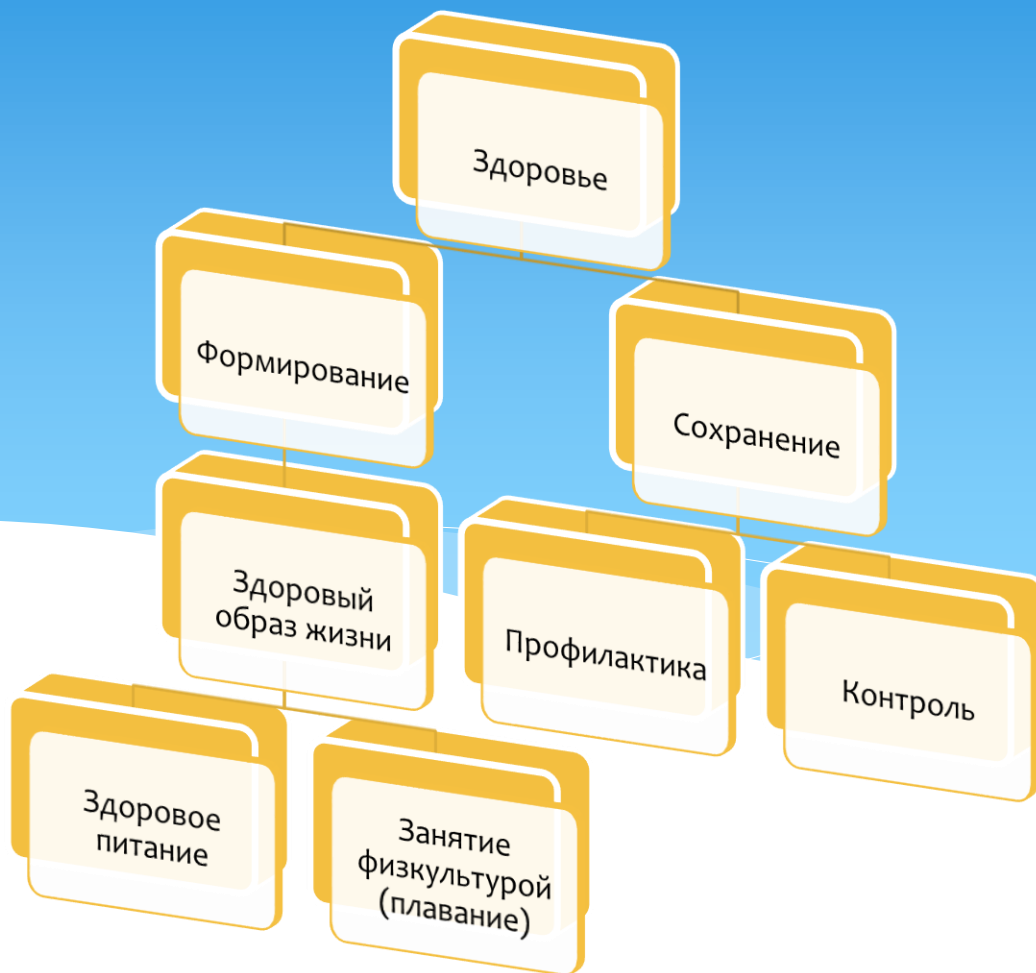 Здоровье
Формирование
Сохранение
Здоровый
образ жизни
Профилактика
Контроль
Здоровое
питание
Занятие
физкультурой
(плавание)